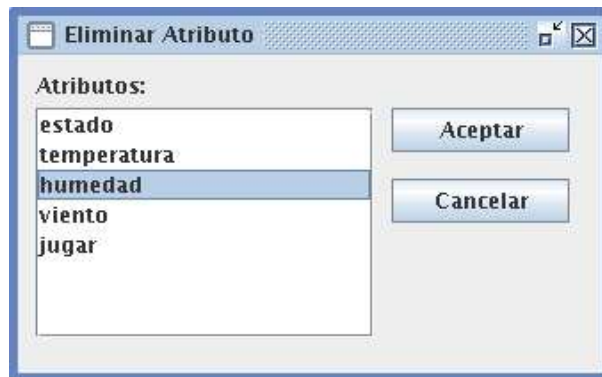 Eliminar Atributo
Atributos:
estado
temperatura
humedad
viento
jugar
Aceptar
Cancelar